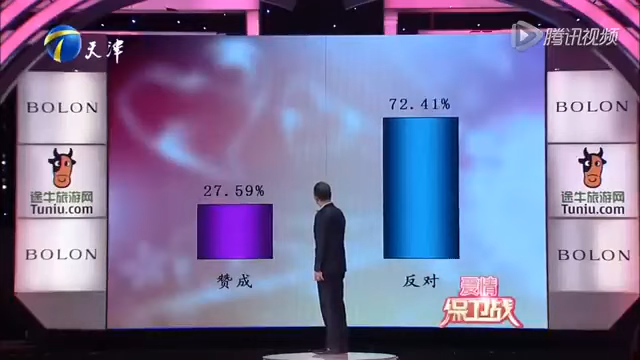 天津
腾讯视频
BOLON
途牛旅游网
Tuniu.com
BOLON
27.59%
赞成
72.41%
反对
爱情
保卫战
BOLON
途牛旅游网
Tuniu.com
BOLON